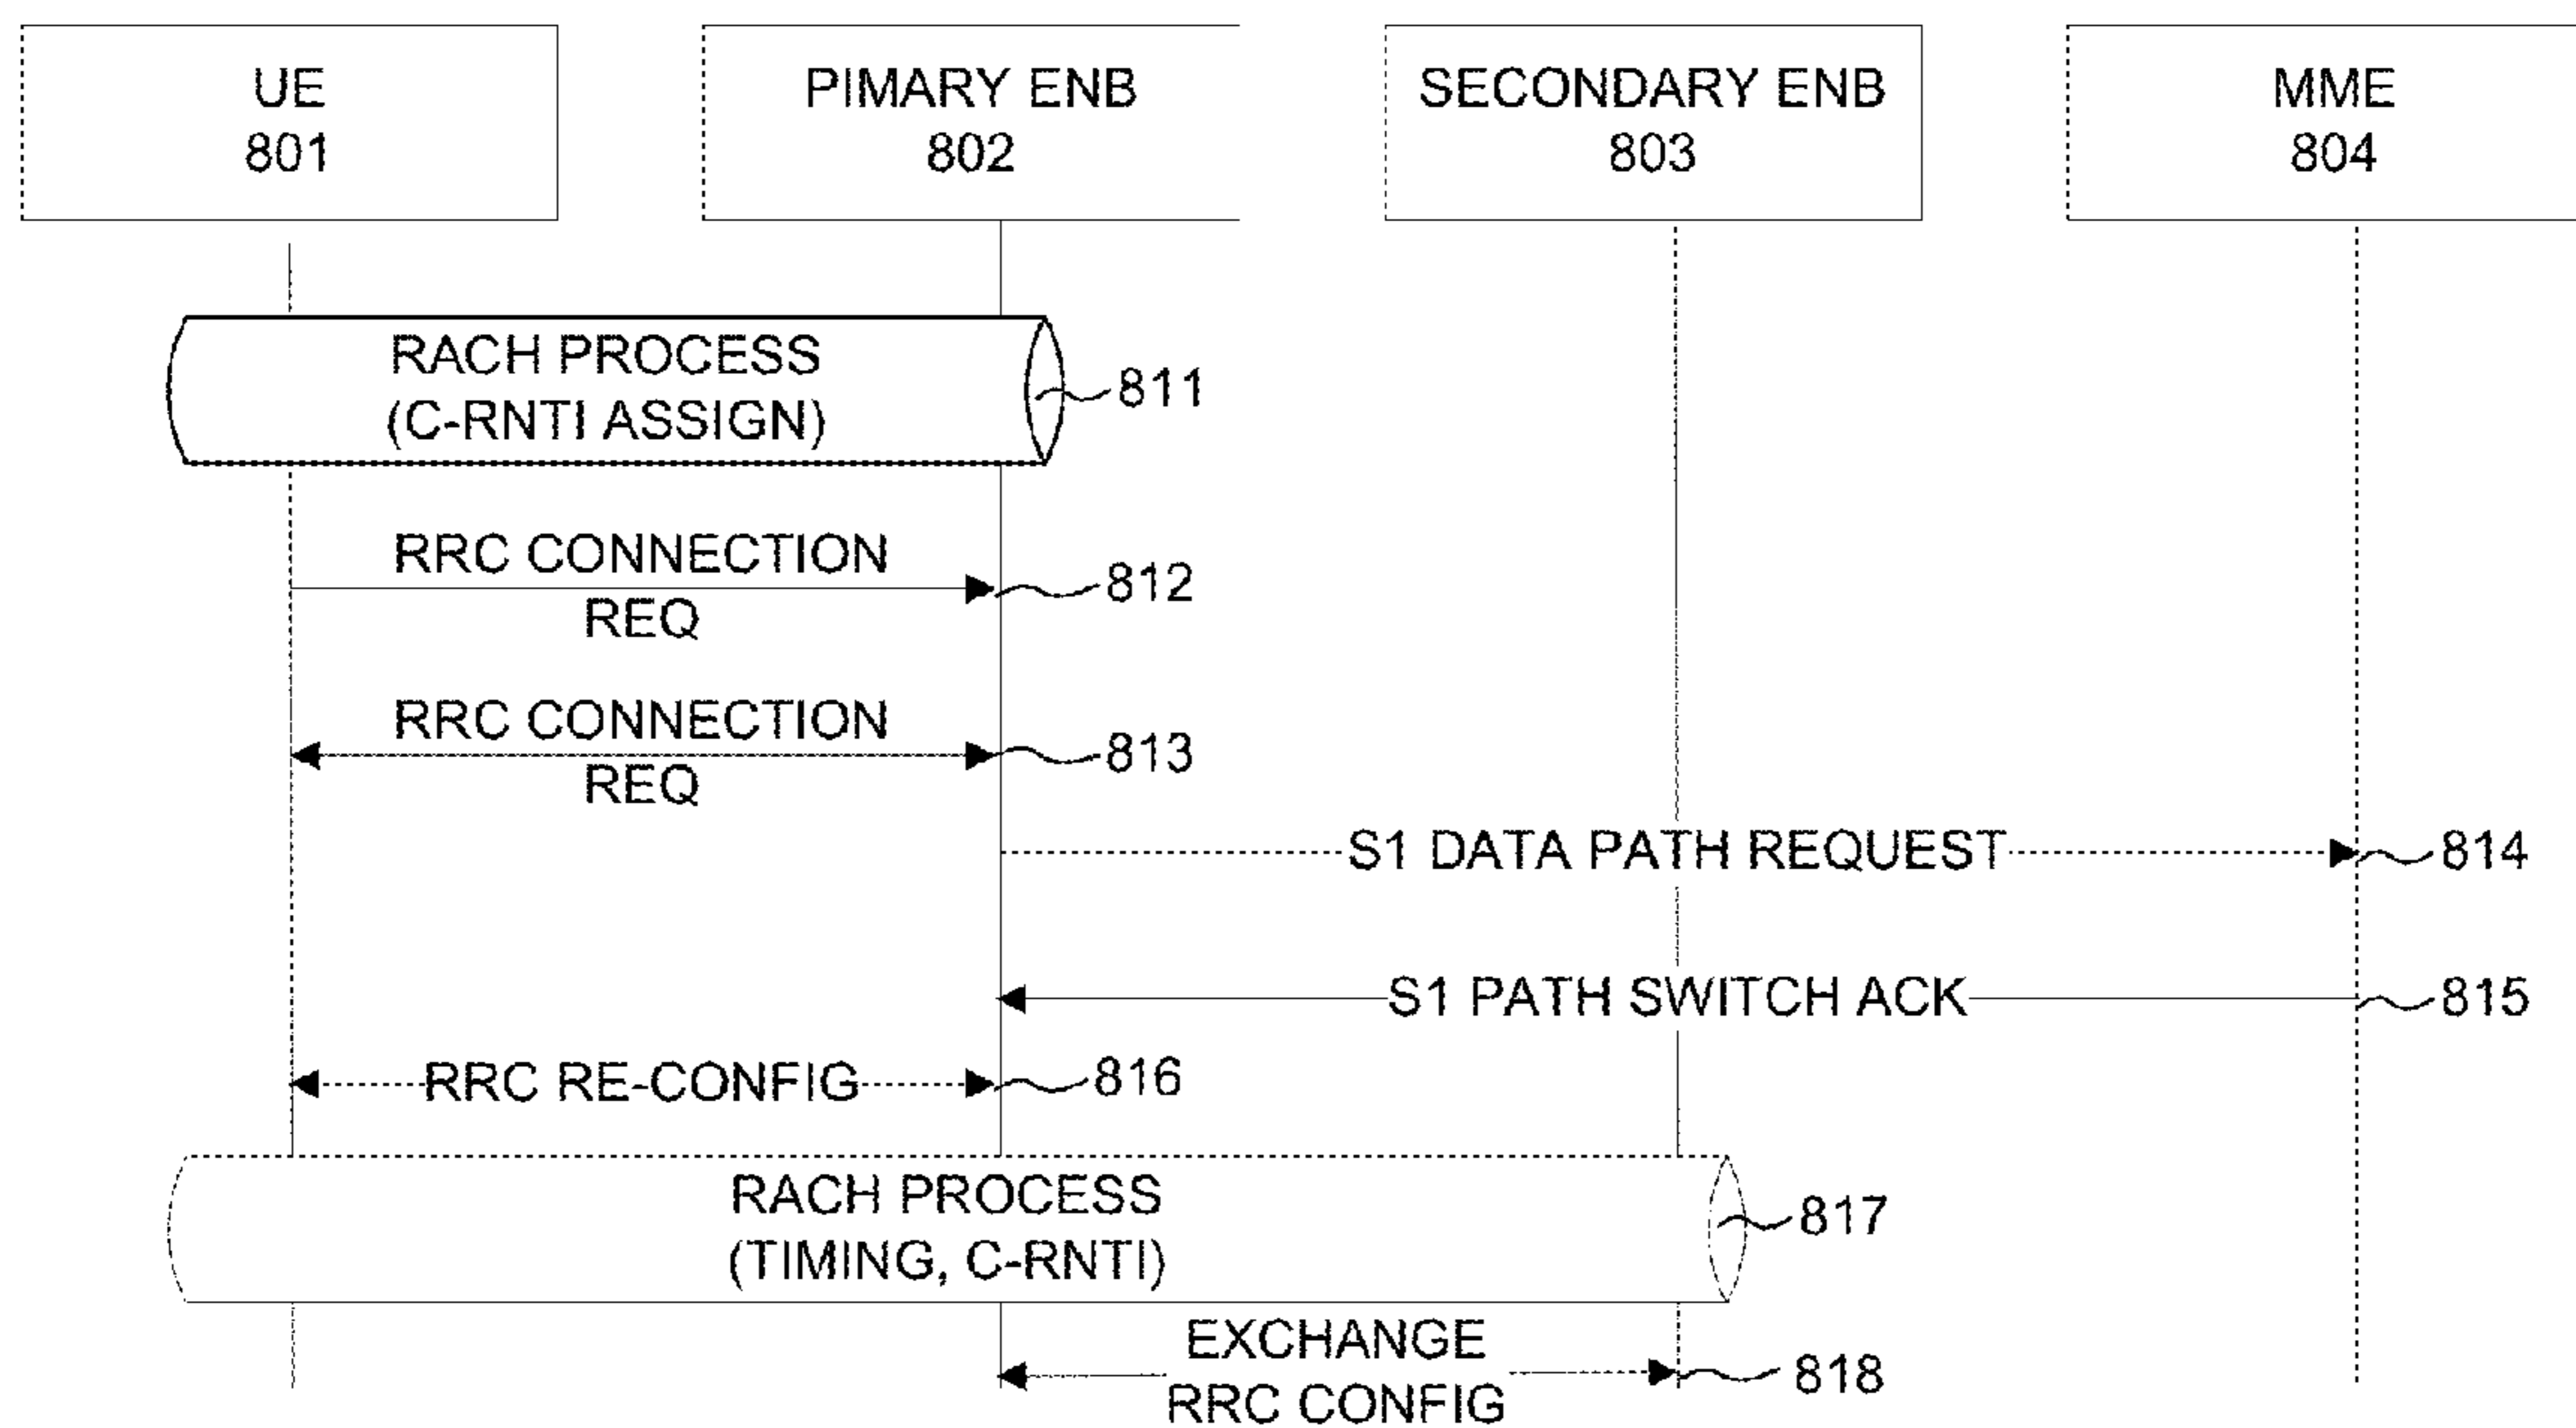 UE
801
PIMARY ENB
802
SECONDARY ENB
803
MME
804
RACH PROCESS
(C-RNTI ASSIGN)
811
RRC CONNECTION
REQ
812
RRC CONNECTION
REQ
813
S1 DATA PATH REQUEST
814
S1 PATH SWITCH ACK
815
RRC RE-CONFIG
816
RACH PROCESS
(TIMING, C-RNTI)
817
EXCHANGE
RRC CONFIG
818